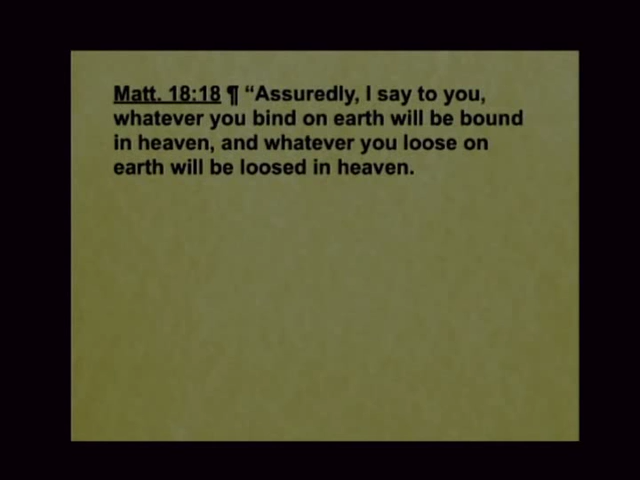 Matt. 18:18 ¶ “Assuredly, I say to you,
whatever you bind on earth will be bound
in heaven, and whatever you loose on
earth will be loosed in heaven.